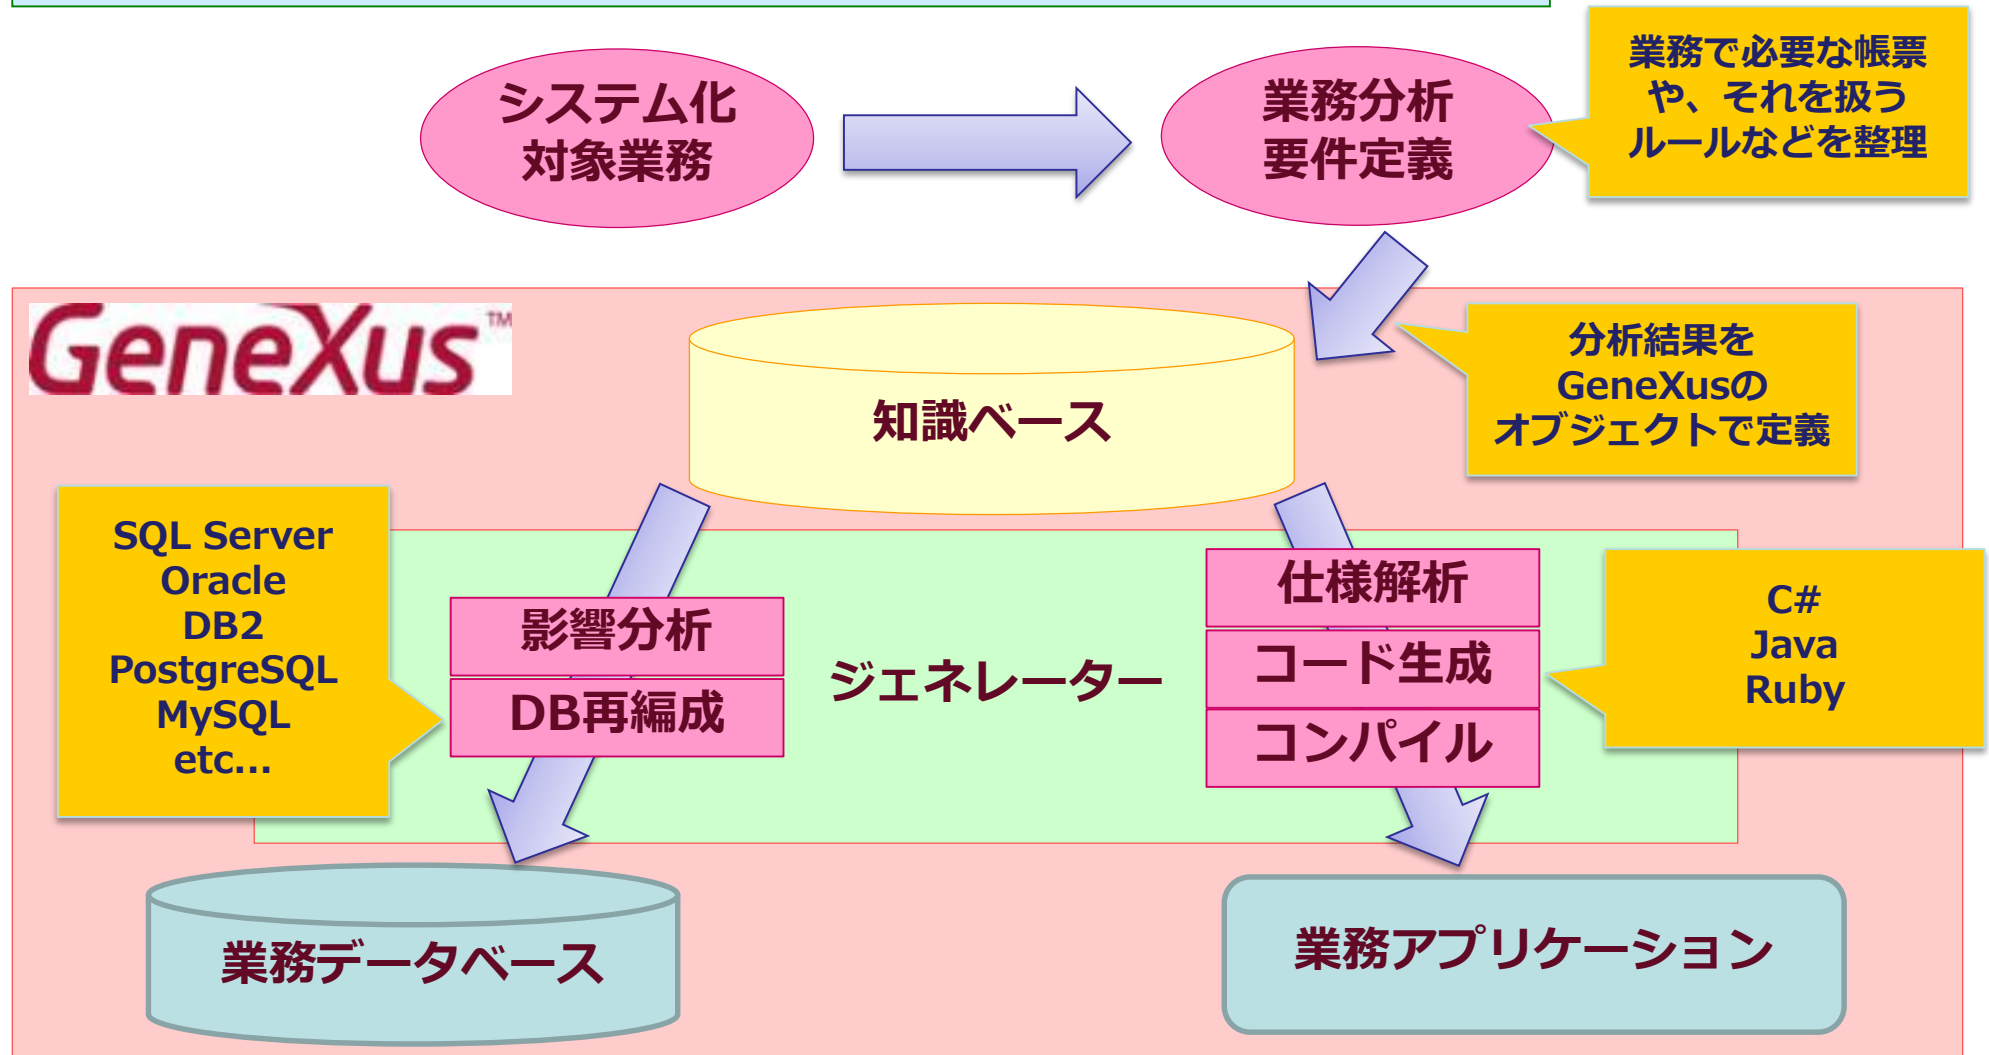 システム化
対象業務
業務分析
要件定義
業務で必要な帳票
や、それを扱う
ルールなどを整理
GeneXus™
知識ベース
分析結果を
GeneXusの
オブジェクトで定義
SQL Server
Oracle
DB2
PostgreSQL
MySQL
etc...
影響分析
DB再編成
ジェネレーター
仕様解析
コード生成
コンパイル
C#
Java
Ruby
業務データベース
業務アプリケーション